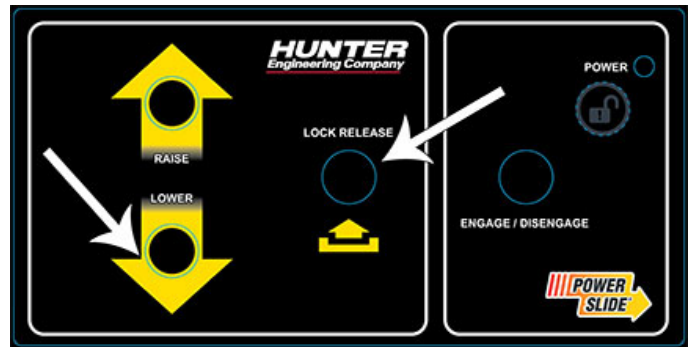 HUNTER
Engineering Company
POWER
LOCK RELEASE
RAISE
LOWER
ENGAGE / DISENGAGE
POWER
SLIDE